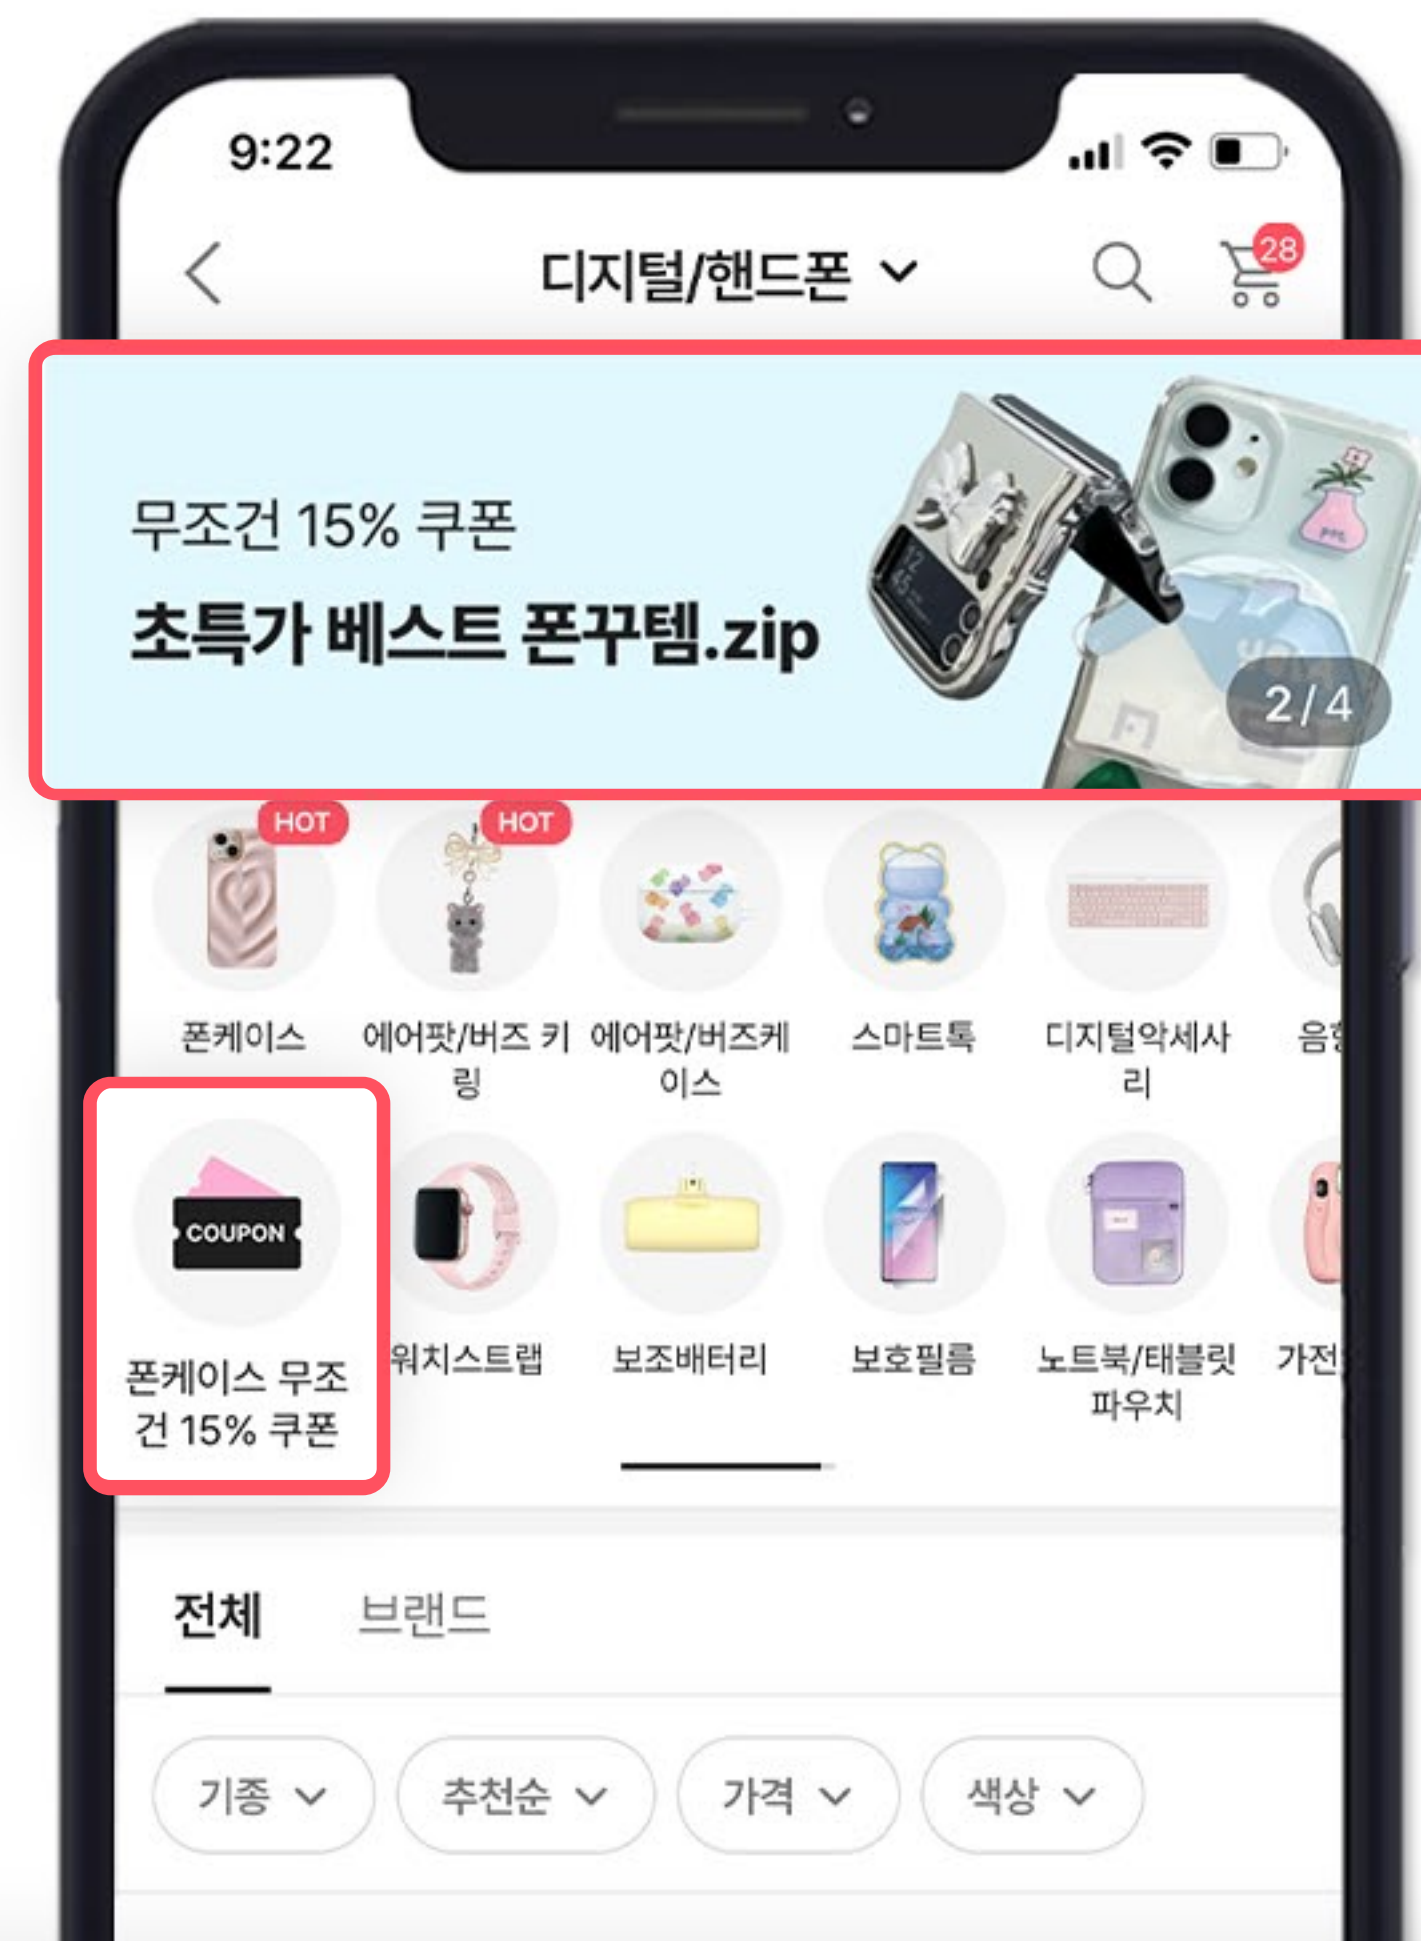 9:22
디지털/핸드폰
28
무조건 15% 쿠폰
초특가 베스트 폰꾸템.zip
2/4
HOT
HOT
폰케이스
에어팟/버즈 키
링
에어팟/버즈케
이스
스마트톡
디지털악세사
리
COUPON
폰케이스 무조
건 15% 쿠폰
워치스트랩
보조배터리
보호필름
노트북/태블릿
파우치
가전
전체
브랜드
기종
추천순
가격
색상